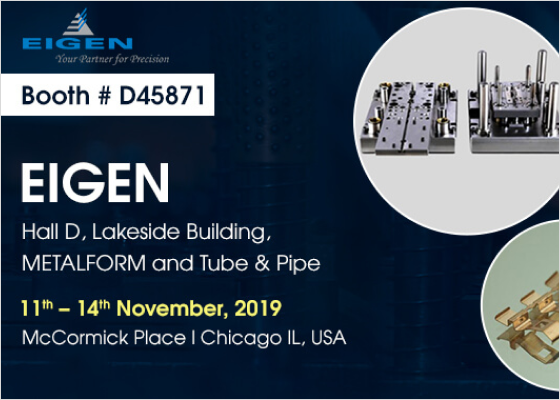 EIGEN
Your Partner for Precision
Booth # D45871
EIGEN
Hall D, Lakeside Building,
METALFORM and Tube & Pipe
11th – 14th November, 2019
McCormick Place I Chicago IL, USA